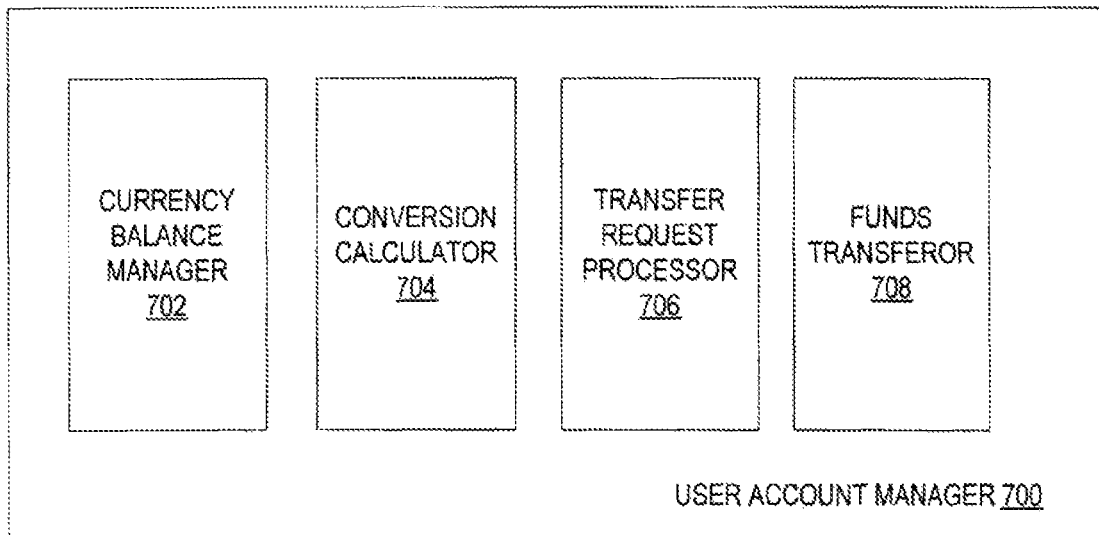 CURRENCY
BALANCE
MANAGER
702
CONVERSION
CALCULATOR
704
TRANSFER
REQUEST
PROCESSOR
706
FUNDS
TRANSFEROR
708
USER ACCOUNT MANAGER 700